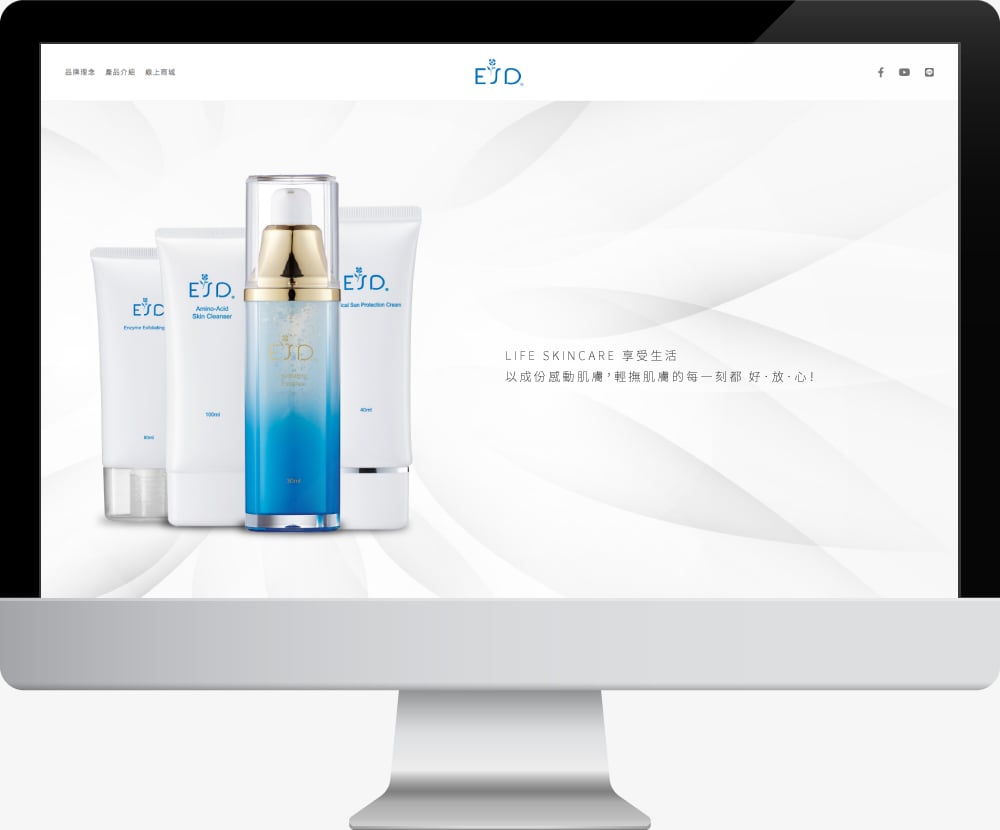 品牌理念 產品介紹 線上商城
EJD
EJD
Enzyme Exfoliating
80ml
EJD
Amino-Acid
Skin Cleanser
100ml
EJD
30ml
EJD
ical Sun Protection Cream
40ml
LIFE SKINCARE 享受生活
以成份感動肌膚，輕撫肌膚的每一刻都 好·放·心!